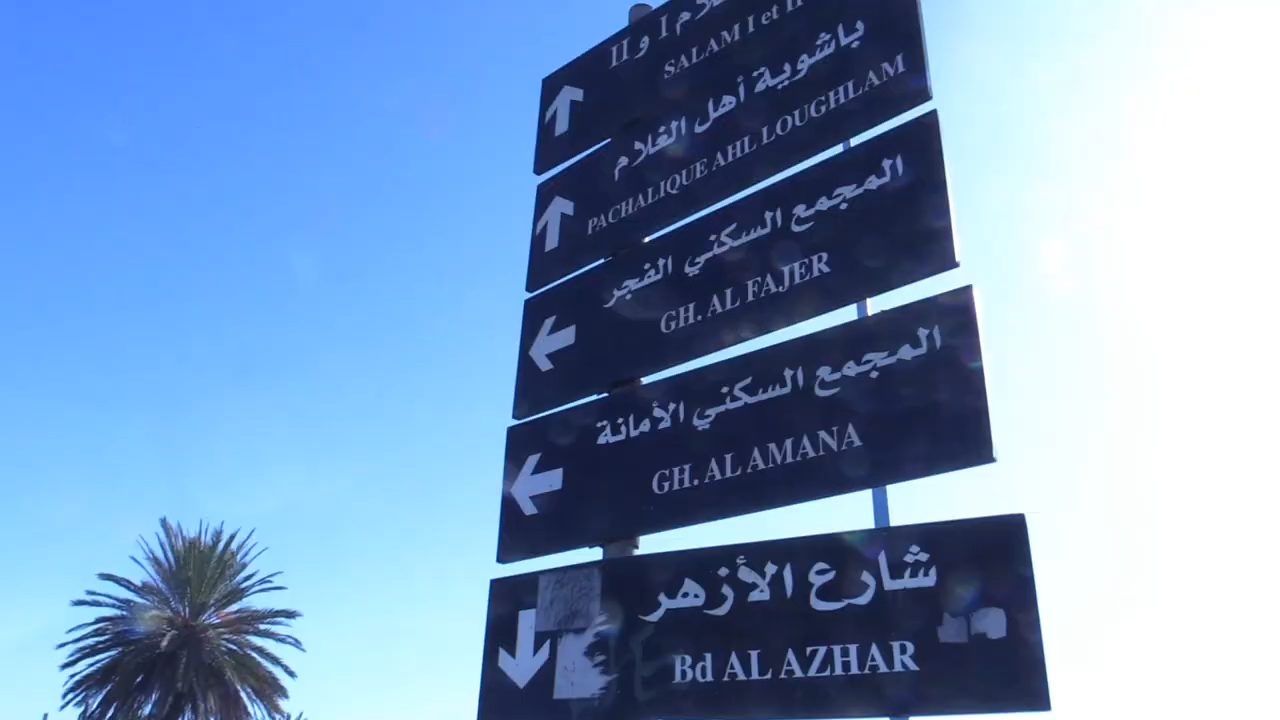 I و II
SALAM I et II
باشوية أهل الغلام
PACHALIQUE AHL LOUGHLAM
المجمع السكني الفجر
GH. AL FAJER
المجمع السكني الأمانة
GH. AL AMANA
شارع الأزهر
Bd AL AZHAR